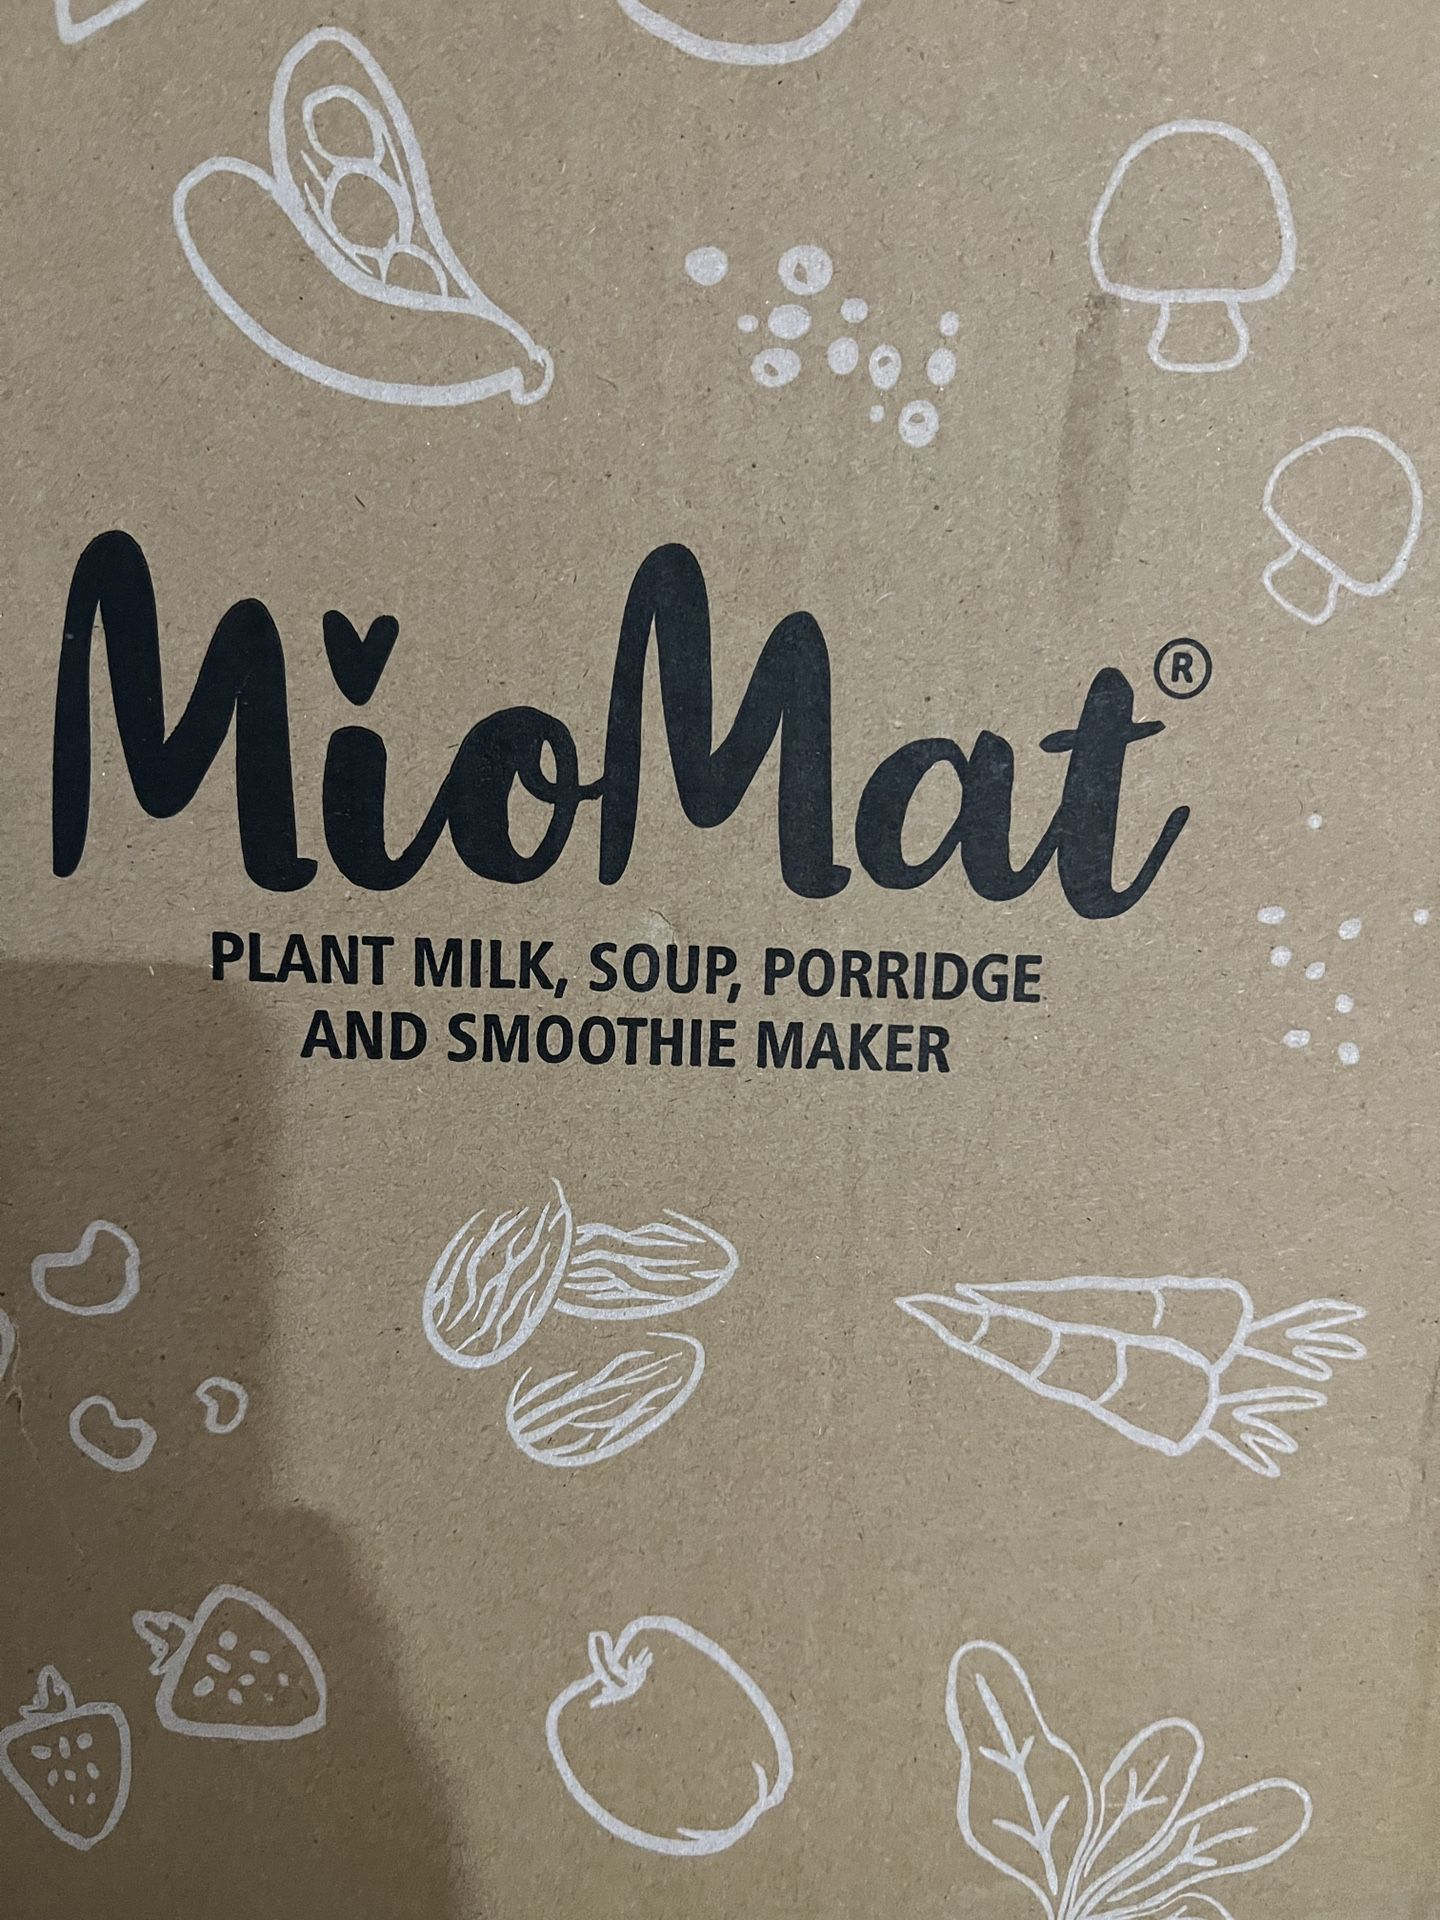 MioMat®
PLANT MILK, SOUP, PORRIDGE
AND SMOOTHIE MAKER